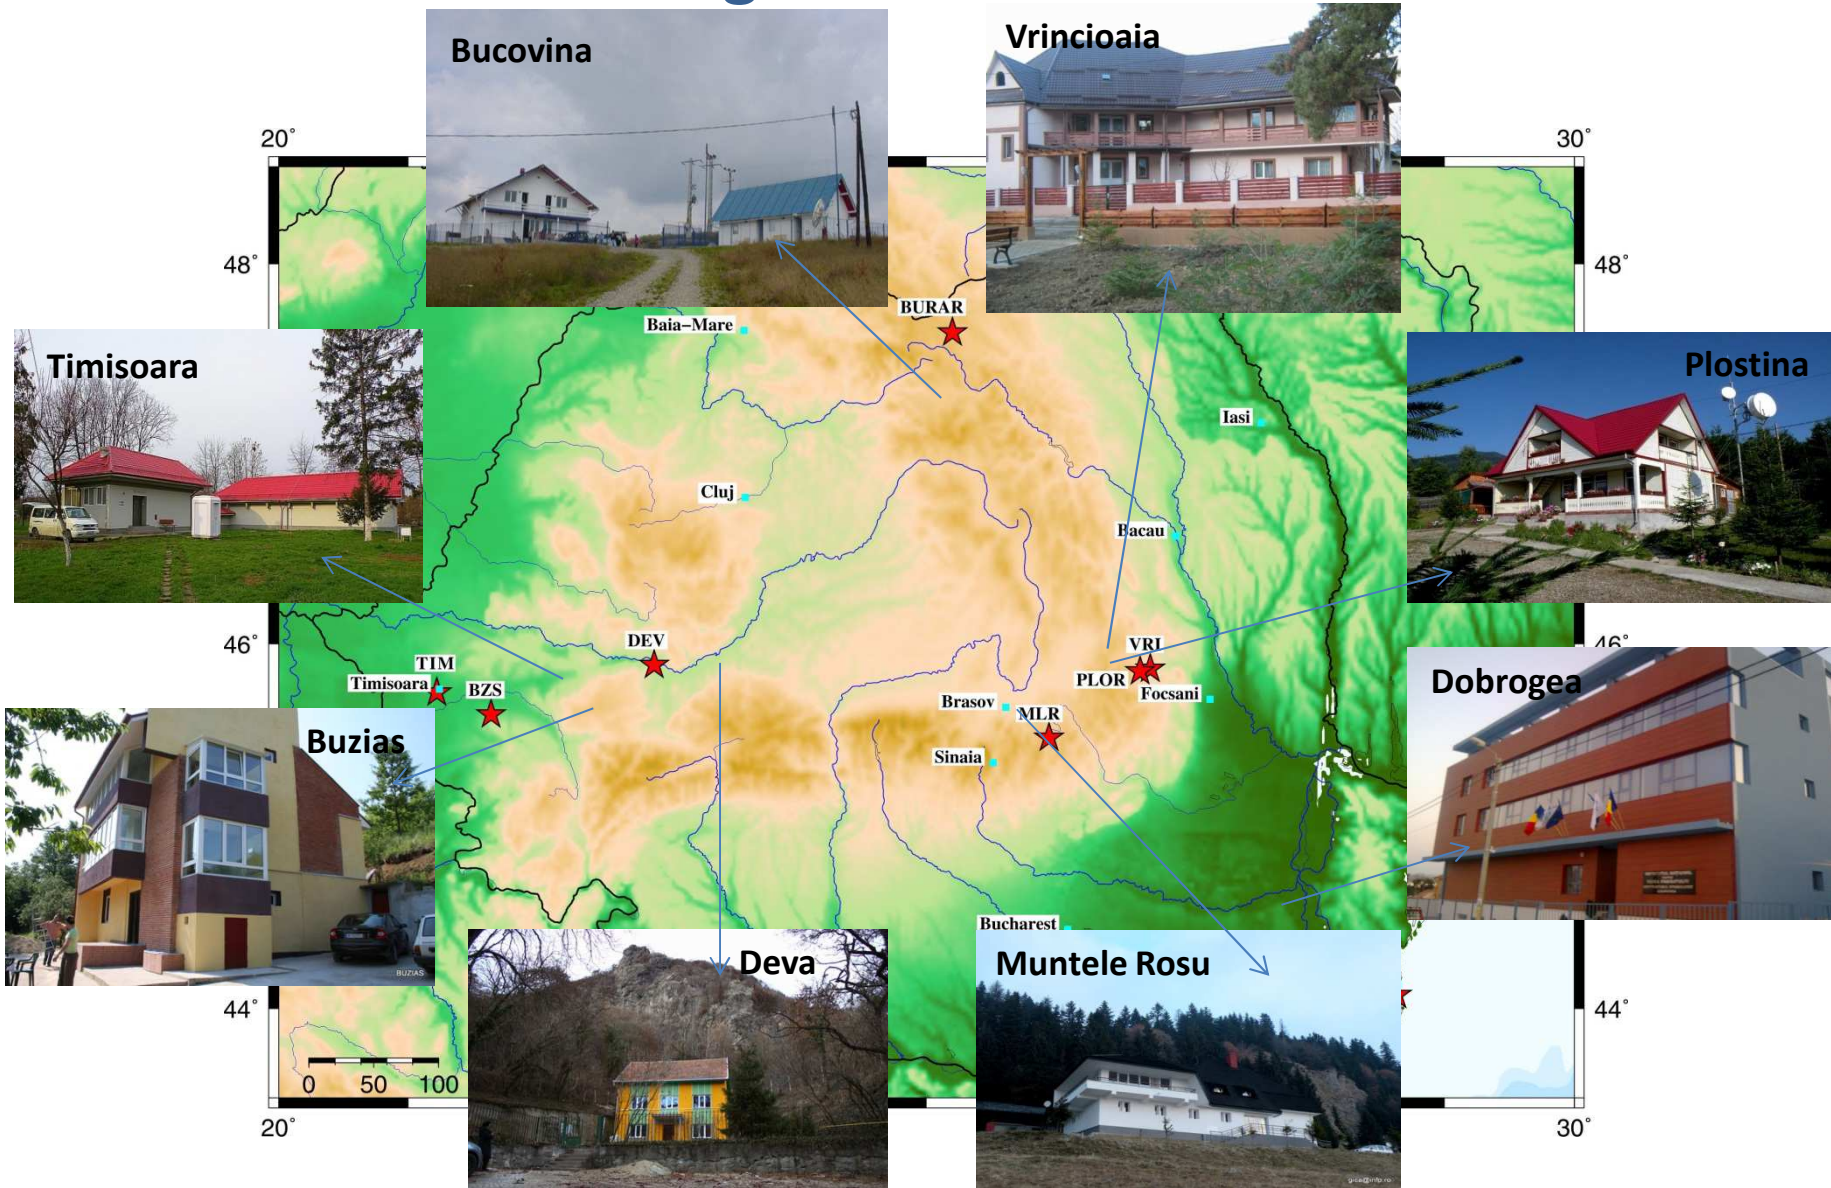 g
Bucovina
Vrincioaia
20°
30°
48°
48°
BURAR
Baia-Mare
Timisoara
Plostina
Iasi
Cluj
Bacau
46°
46°
DEV
VRI
TIM
Timisoara
BZS
PLOR
Focsani
Dobrogea
Brasov
MLR
Buzias
Sinaia
BUZIAS
Bucharest
Deva
Muntele Rosu
44°
44°
0 50 100
20°
30°